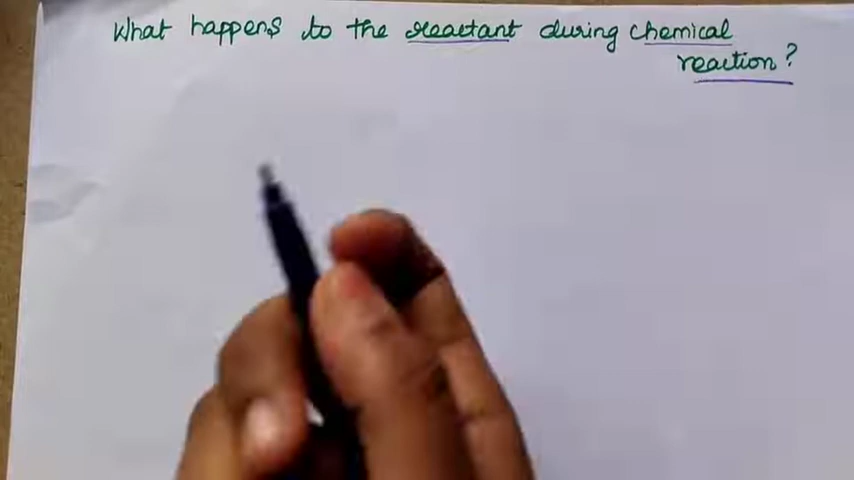 What happens to the reactant during chemical
reaction?